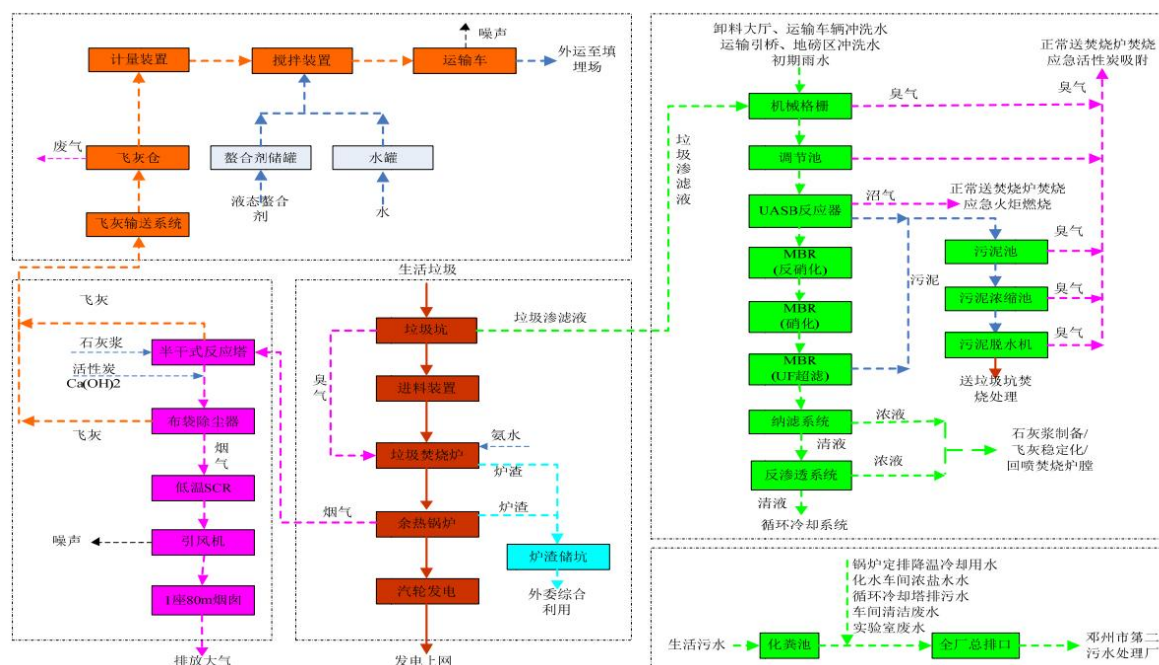 噪声
计量装置
搅拌装置
运输车
外运至填
埋场
废气
飞灰仓
螯合剂储罐
水罐
液态螯合
剂
水
飞灰输送系统
卸料大厅、运输车辆冲洗水
运输引桥、地磅区冲洗水
初期雨水
正常送焚烧炉焚烧
应急活性炭吸附
机械格栅
臭气
臭气
垃圾渗滤液
调节池
沼气
正常送焚烧炉焚烧
应急火炬燃烧
UASB反应器
臭气
污泥池
MBR
(反硝化)
污泥
臭气
污泥浓缩池
MBR
(硝化)
臭气
污泥脱水机
MBR
(UF超滤)
送垃圾坑焚
烧处理
纳滤系统
浓液
清液
石灰浆制备/
飞灰稳定化/
回喷焚烧炉膛
反渗透系统
浓液
清液
循环冷却系统
飞灰
石灰浆
半干式反应塔
活性炭
Ca(OH)2
布袋除尘器
飞灰
烟气
低温SCR
噪声
引风机
1座80m烟囱
排放大气
生活垃圾
垃圾坑
垃圾渗滤液
臭气
进料装置
氨水
垃圾焚烧炉
炉渣
烟气
余热锅炉
炉渣
炉渣储坑
汽轮发电
外委综合
利用
发电上网
锅炉定排降温冷却用水
化水车间浓盐水水
循环冷却塔排污水
车间清洁废水
实验室废水
生活污水
化粪池
全厂总排口
邓州市第二
污水处理厂